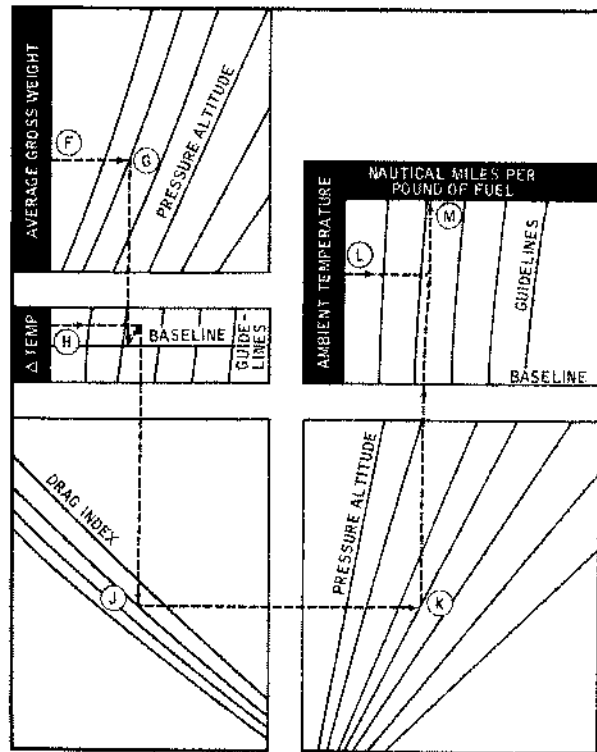 AVERAGE GROSS WEIGHT
F
G
PRESSURE ALTITUDE
Δ TEMP
H
BASELINE
GUIDE-
LINES
DRAG INDEX
J
NAUTICAL MILES PER
POUND OF FUEL
AMBIENT TEMPERATURE
L
M
GUIDELINES
BASELINE
PRESSURE ALTITUDE
K